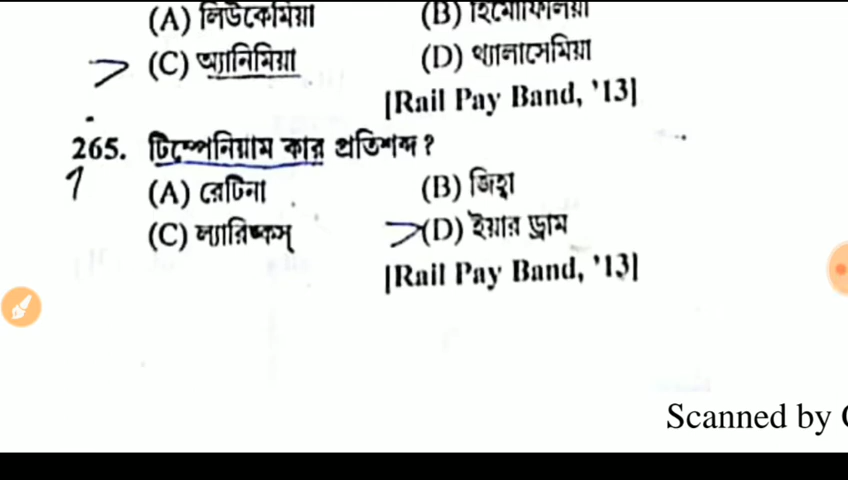 (A) লিউকেমিয়া (B) হিমোফিলিয়া
(C) অ্যানিমিয়া (D) থ্যালাসেমিয়া
[Rail Pay Band, '13]
265. টিম্পেনিয়াম কার প্রতিশব্দ ?
(A) রেটিনা (B) জিহ্বা
(C) ল্যারিষ্কস্ (D) ইয়ার ড্রাম
[Rail Pay Band, '13]
Scanned by